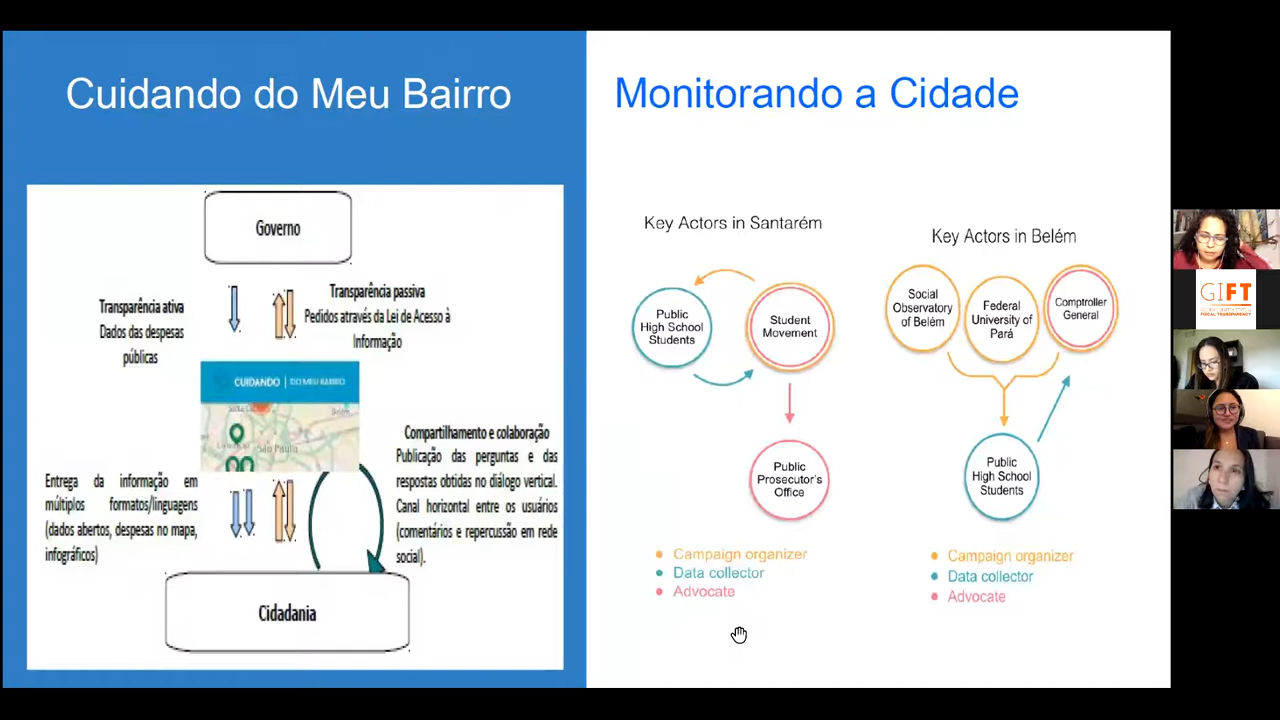 Cuidando do Meu Bairro
Governo
Transparência ativa
Dados das despesas
públicas
Transparência passiva
Pedidos através da Lei de Acesso à
Informação
CUIDANDO | DO MEU BAIRRO
São Paulo
Entrega da informação em
múltiplos formatos/linguagens
(dados abertos, despesas no mapa,
infográficos)
Compartilhamento e colaboração
Publicação das perguntas e das
respostas obtidas no diálogo vertical.
Canal horizontal entre os usuários
(comentários e repercussão em rede
social).
Cidadania
Monitorando a Cidade
Key Actors in Santarém
Public
High School
Students
Student
Movement
Public
Prosecutor's
Office
Campaign organizer
Data collector
Advocate
Key Actors in Belém
Social
Observatory
of Belém
Federal
University of
Pará
Comptroller
General
Public
High School
Students
Campaign organizer
Data collector
Advocate
GIFT
FISCAL TRANSPARENCY